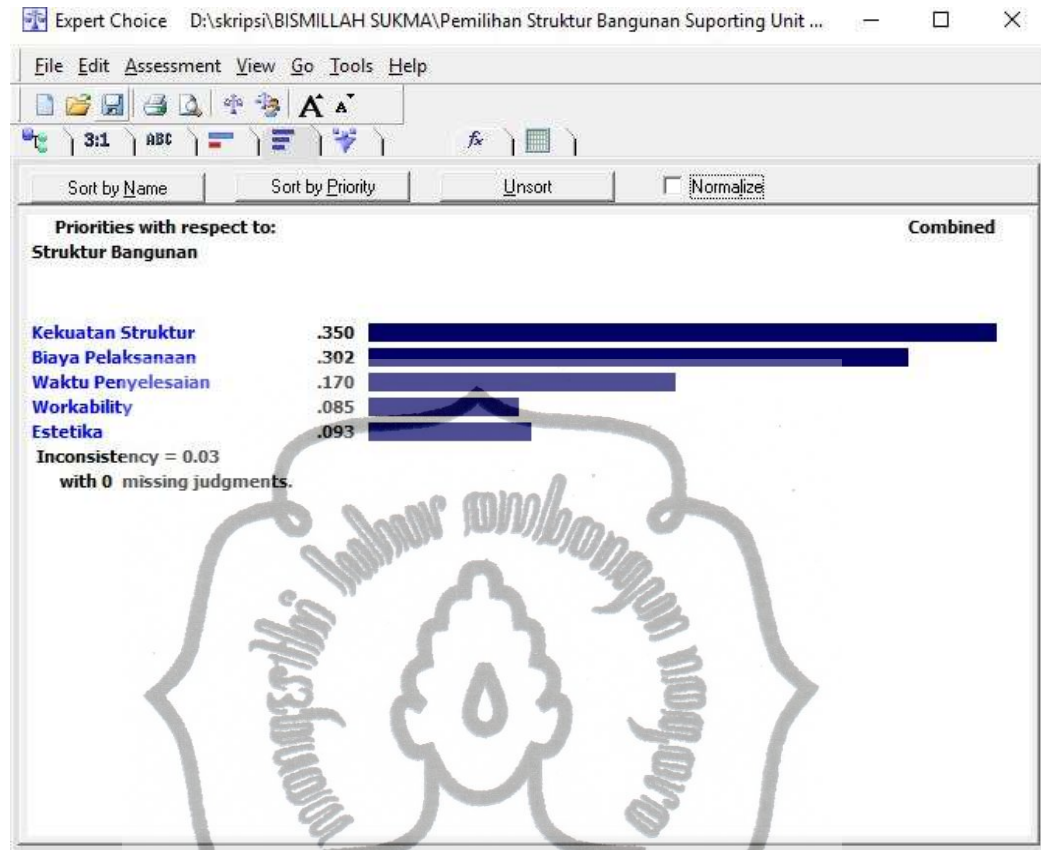 Expert Choice D:\skripsi\BISMILLAH SUKMA\Pemilihan Struktur Bangunan Suporting Unit ...
File Edit Assessment View Go Tools Help
A A
3:1 ABC fx
Sort by Name Sort by Priority Unsort Normalize
Priorities with respect to: Combined
Struktur Bangunan
Kekuatan Struktur .350
Biaya Pelaksanaan .302
Waktu Penyelesaian .170
Workability .085
Estetika .093
Inconsistency = 0.03
with 0 missing judgments.